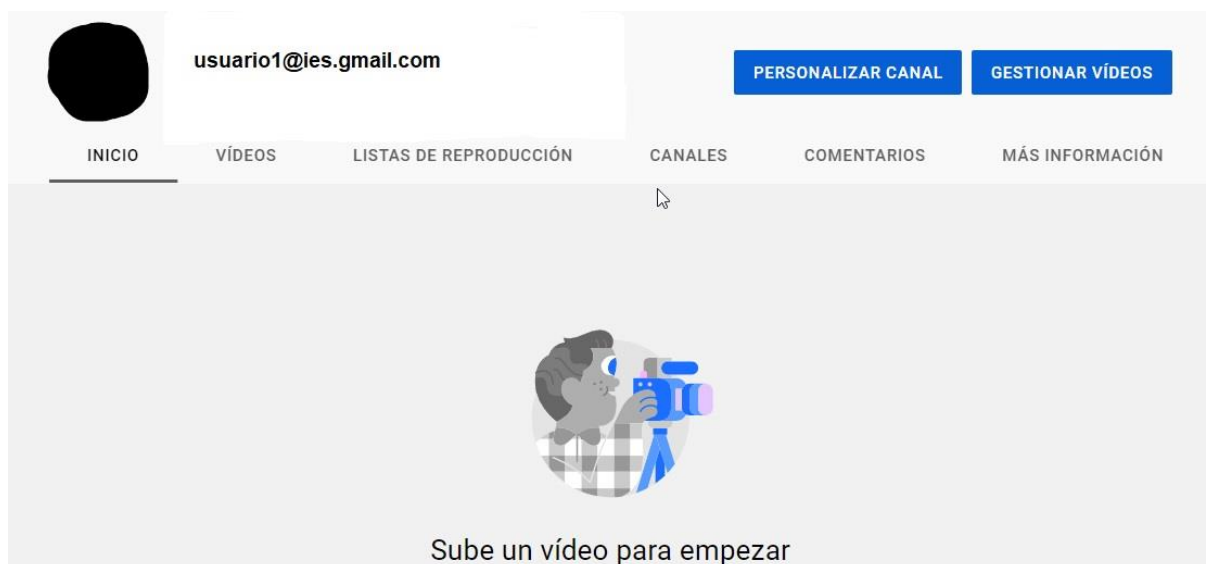 usuario1@ies.gmail.com
PERSONALIZAR CANAL
GESTIONAR VÍDEOS
INICIO
VÍDEOS
LISTAS DE REPRODUCCIÓN
CANALES
COMENTARIOS
MÁS INFORMACIÓN
Sube un vídeo para empezar